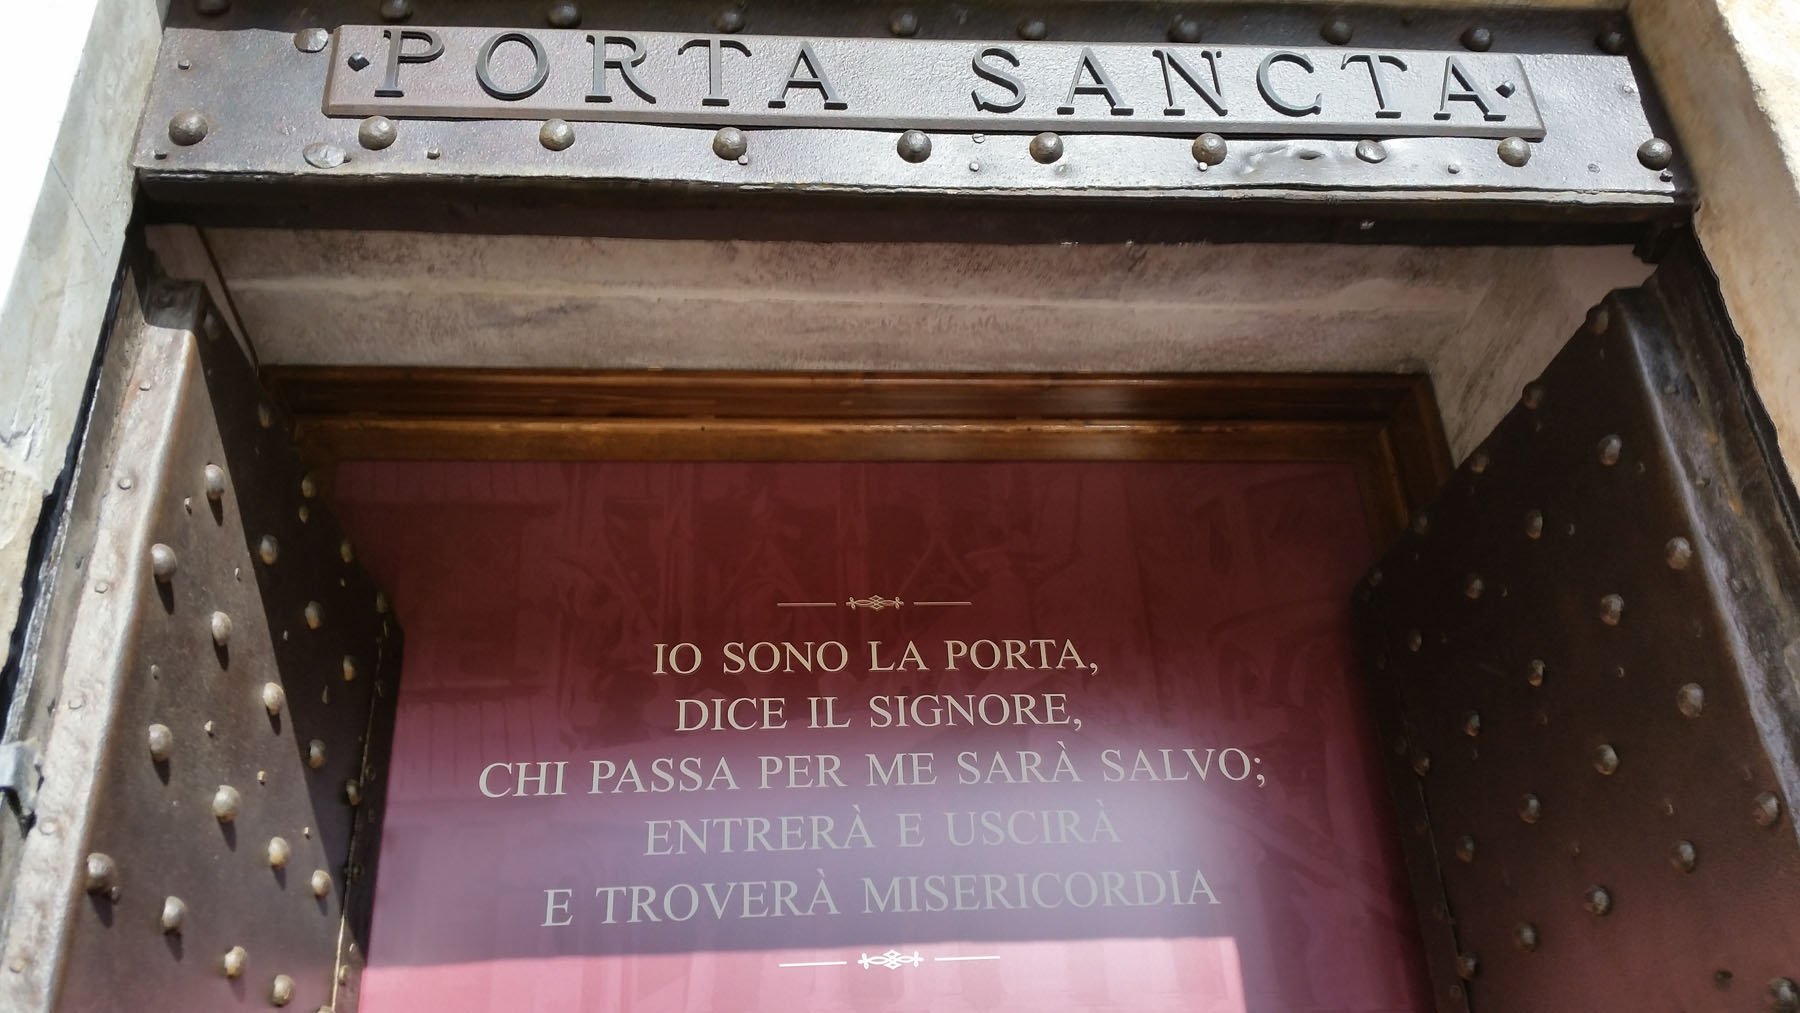 PORTA SANCTA
IO SONO LA PORTA,
DICE IL SIGNORE,
CHI PASSA PER ME SARÀ SALVO;
ENTRERÀ E USCIRÀ
E TROVERÀ MISERICORDIA